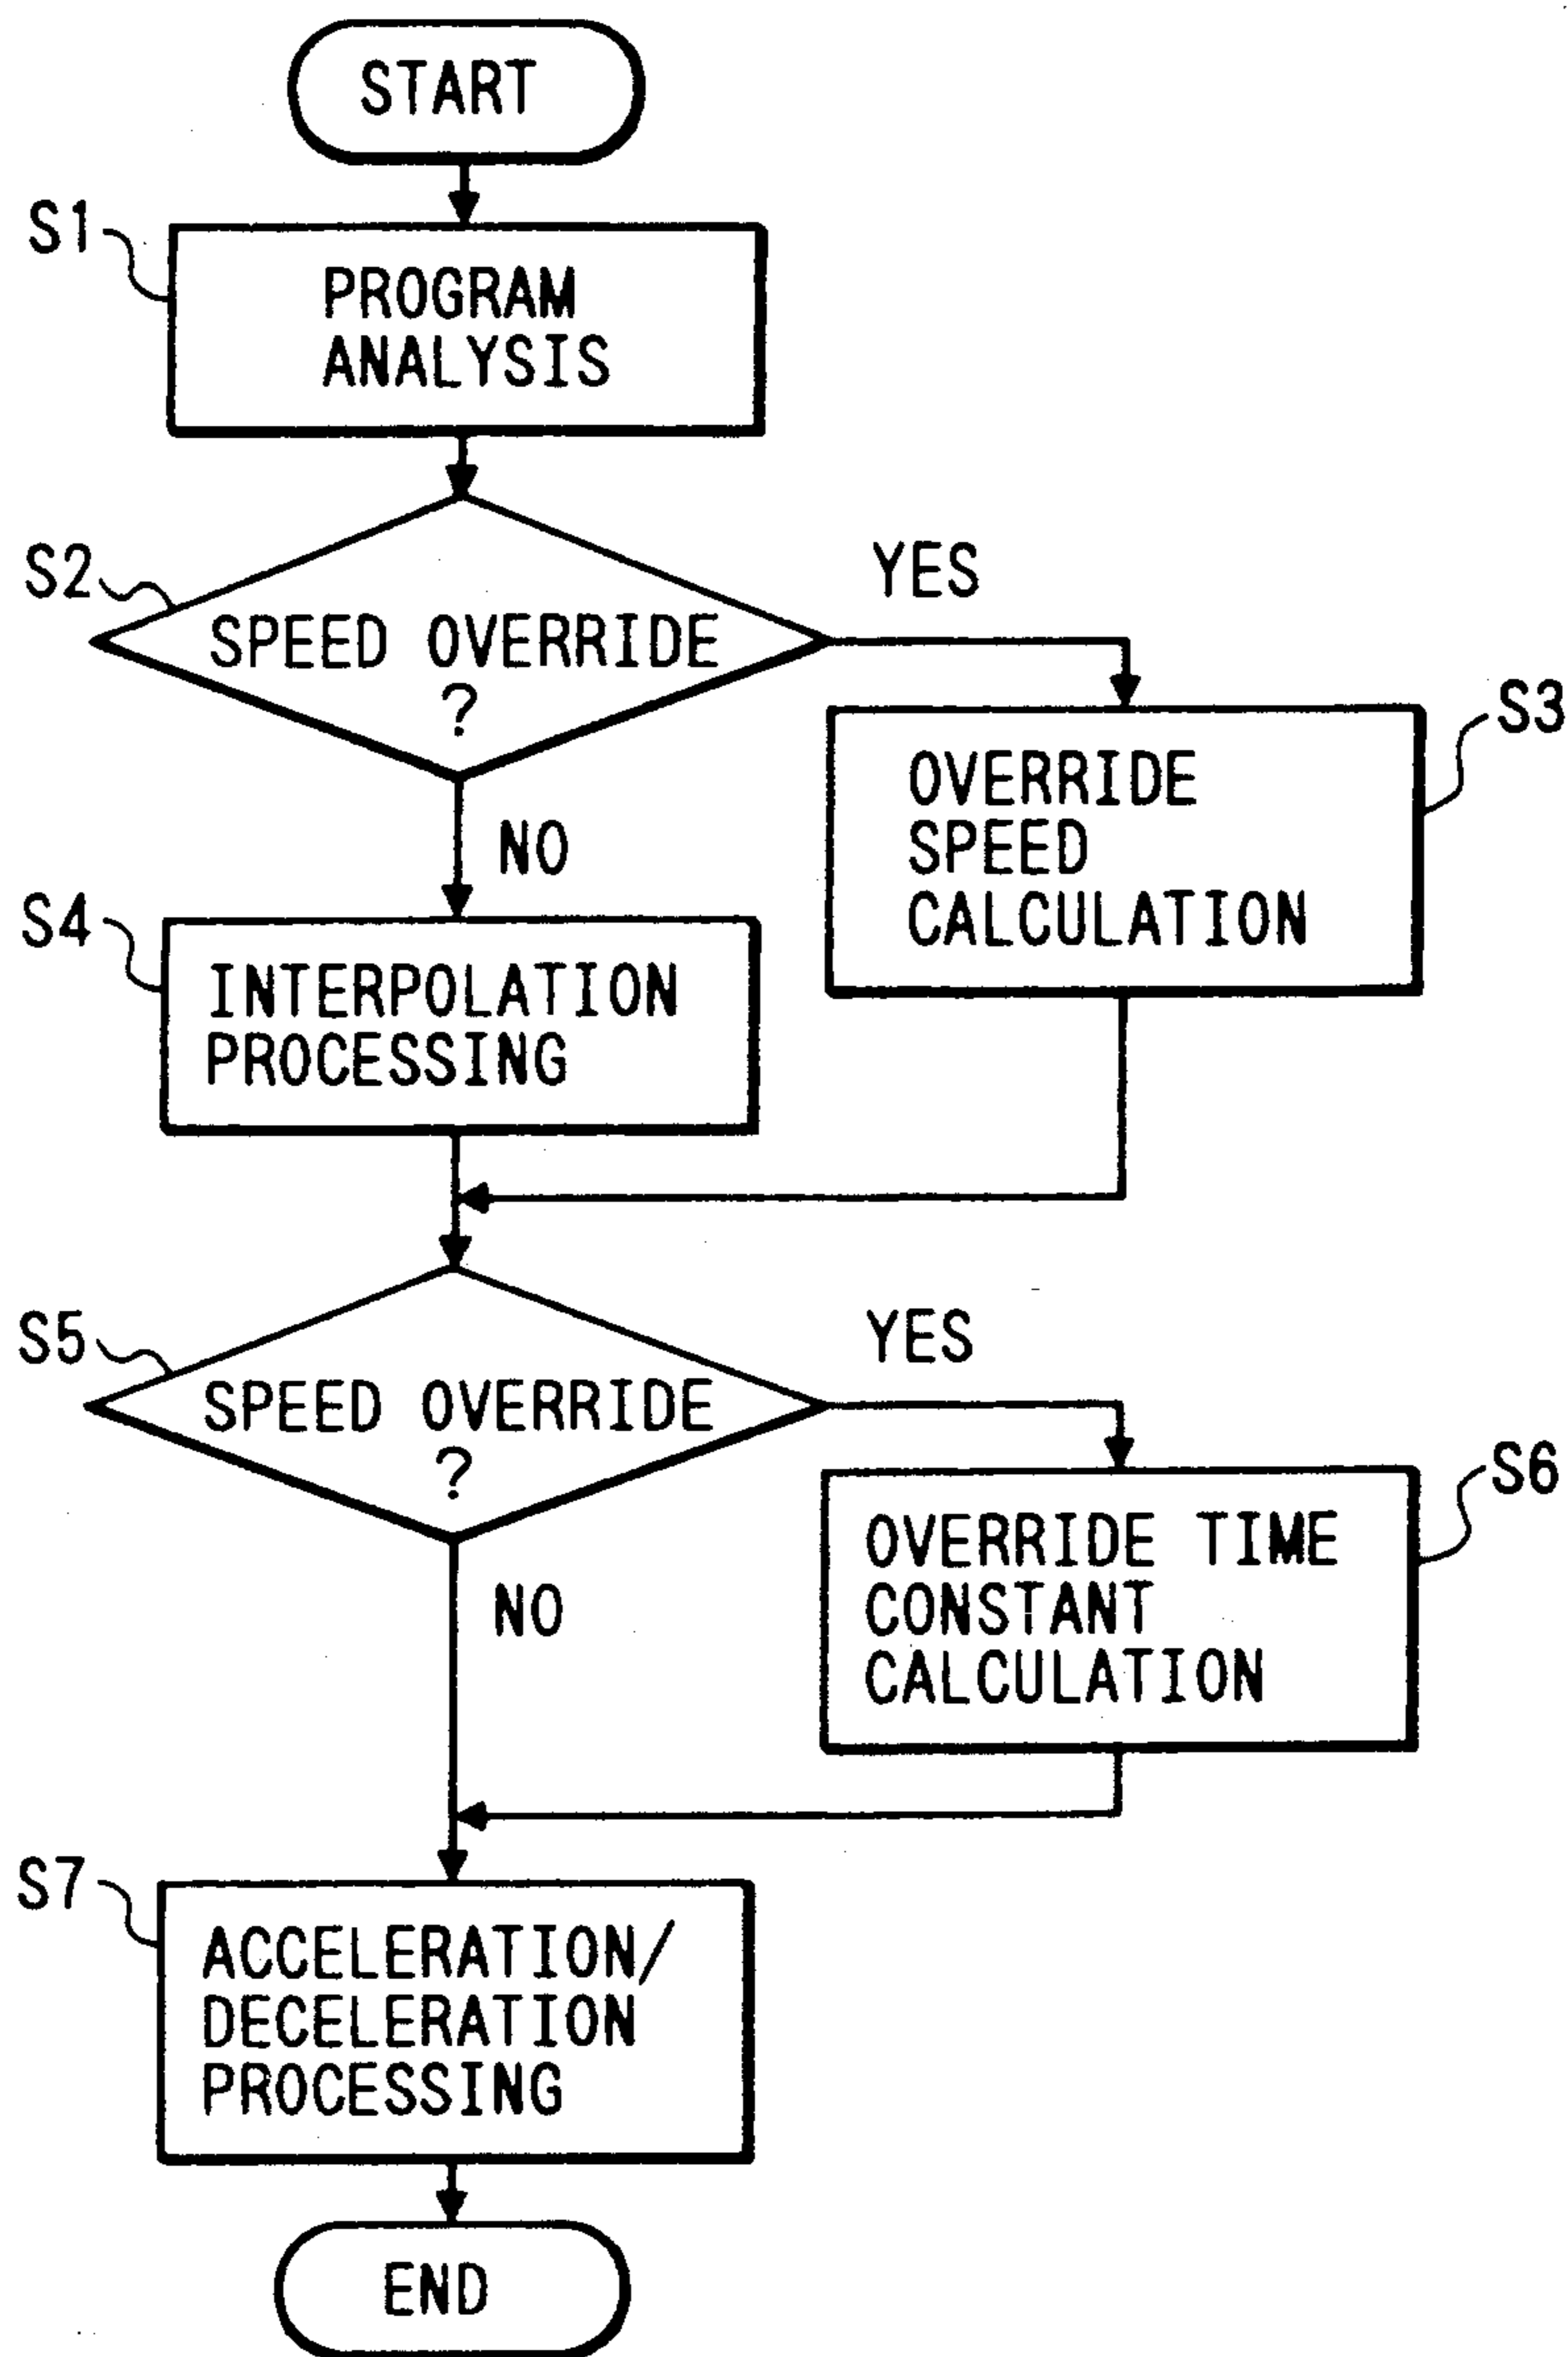 START
S1
PROGRAM
ANALYSIS
S2
SPEED OVERRIDE
?
YES
NO
S3
OVERRIDE
SPEED
CALCULATION
S4
INTERPOLATION
PROCESSING
S5
SPEED OVERRIDE
?
YES
NO
S6
OVERRIDE TIME
CONSTANT
CALCULATION
S7
ACCELERATION/
DECELERATION
PROCESSING
END